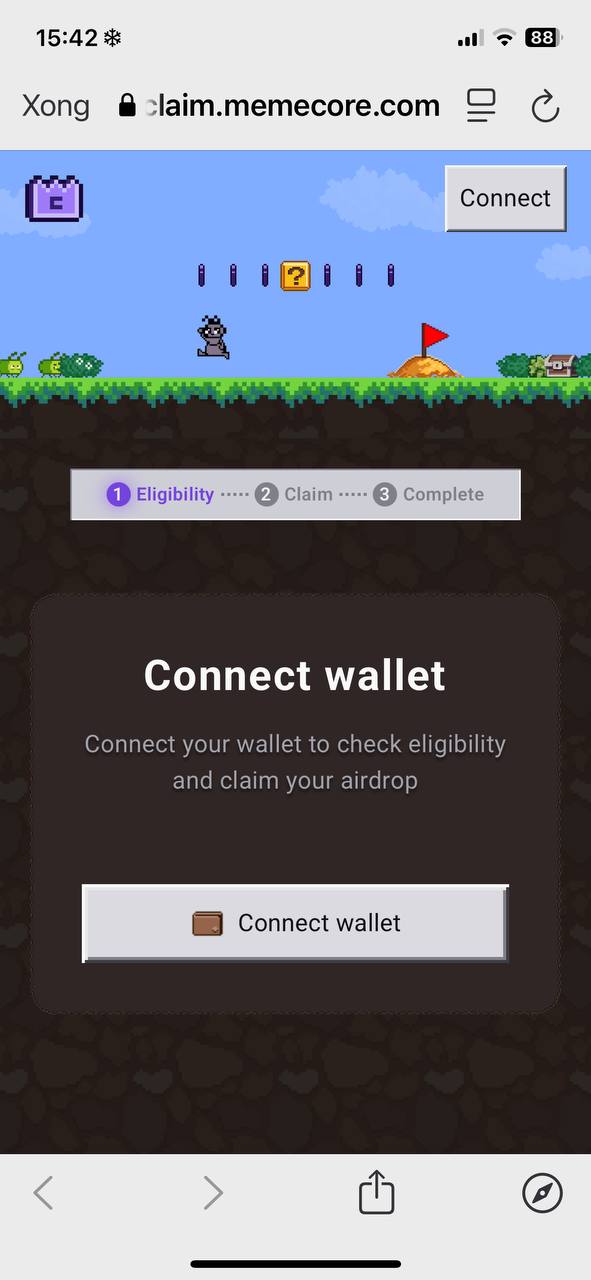 15:42
88
Xong
claim.memecore.com
Connect
?
1 Eligibility ····· 2 Claim ····· 3 Complete
Connect wallet
Connect your wallet to check eligibility
and claim your airdrop
Connect wallet